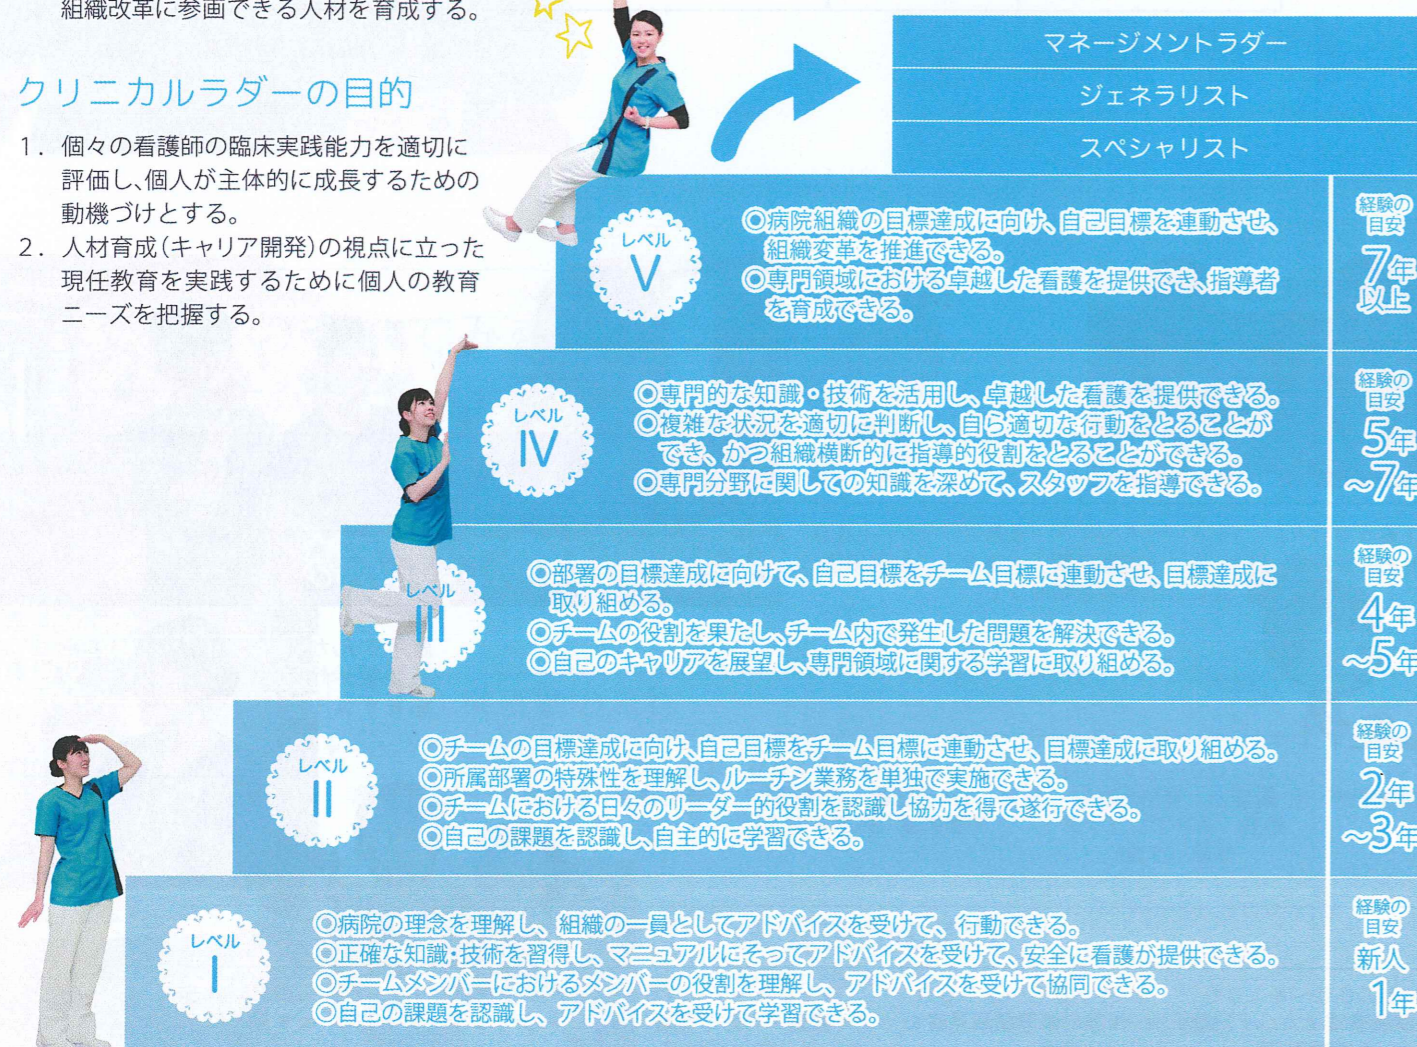 組織改革に参画できる人材を育成する。
クリニカルラダーの目的
1. 個々の看護師の臨床実践能力を適切に
評価し、個人が主体的に成長するための
動機づけとする。
2. 人材育成（キャリア開発）の視点に立った
現任教育を実践するために個人の教育
ニーズを把握する。
マネージメントラダー
ジェネラリスト
スペシャリスト
レベル
V
◎病院組織の目標達成に向け、自己目標を連動させ、
組織変革を推進できる。
◎専門領域における卓越した看護を提供でき、指導者
を育成できる。
経験の
目安
7年
以上
レベル
IV
◎専門的な知識・技術を活用し、卓越した看護を提供できる。
◎複雑な状況を適切に判断し、自ら適切な行動をとることが
でき、かつ組織横断的に指導的役割をとることができる。
◎専門分野に関しての知識を深めて、スタッフを指導できる。
経験の
目安
5年
～7年
レベル
III
◎部署の目標達成に向けて、自己目標をチーム目標に連動させ、目標達成に
取り組める。
◎チームの役割を果たし、チーム内で発生した問題を解決できる。
◎自己のキャリアを展望し、専門領域に関する学習に取り組める。
経験の
目安
4年
～5年
レベル
II
◎チームの目標達成に向け、自己目標をチーム目標に連動させ、目標達成に取り組める。
◎所属部署の特殊性を理解し、ルーチン業務を単独で実施できる。
◎チームにおける日々のリーダー的役割を認識し協力を得て遂行できる。
◎自己の課題を認識し、自主的に学習できる。
経験の
目安
2年
～3年
レベル
I
◎病院の理念を理解し、組織の一員としてアドバイスを受けて、行動できる。
◎正確な知識・技術を習得し、マニュアルにそってアドバイスを受けて、安全に看護が提供できる。
◎チームメンバーにおけるメンバーの役割を理解し、アドバイスを受けて協同できる。
◎自己の課題を認識し、アドバイスを受けて学習できる。
経験の
目安
新人
1年